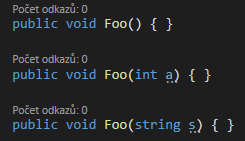 Počet odkazů: 0
public void Foo() { }
Počet odkazů: 0
public void Foo(int a) { }
Počet odkazů: 0
public void Foo(string s) { }